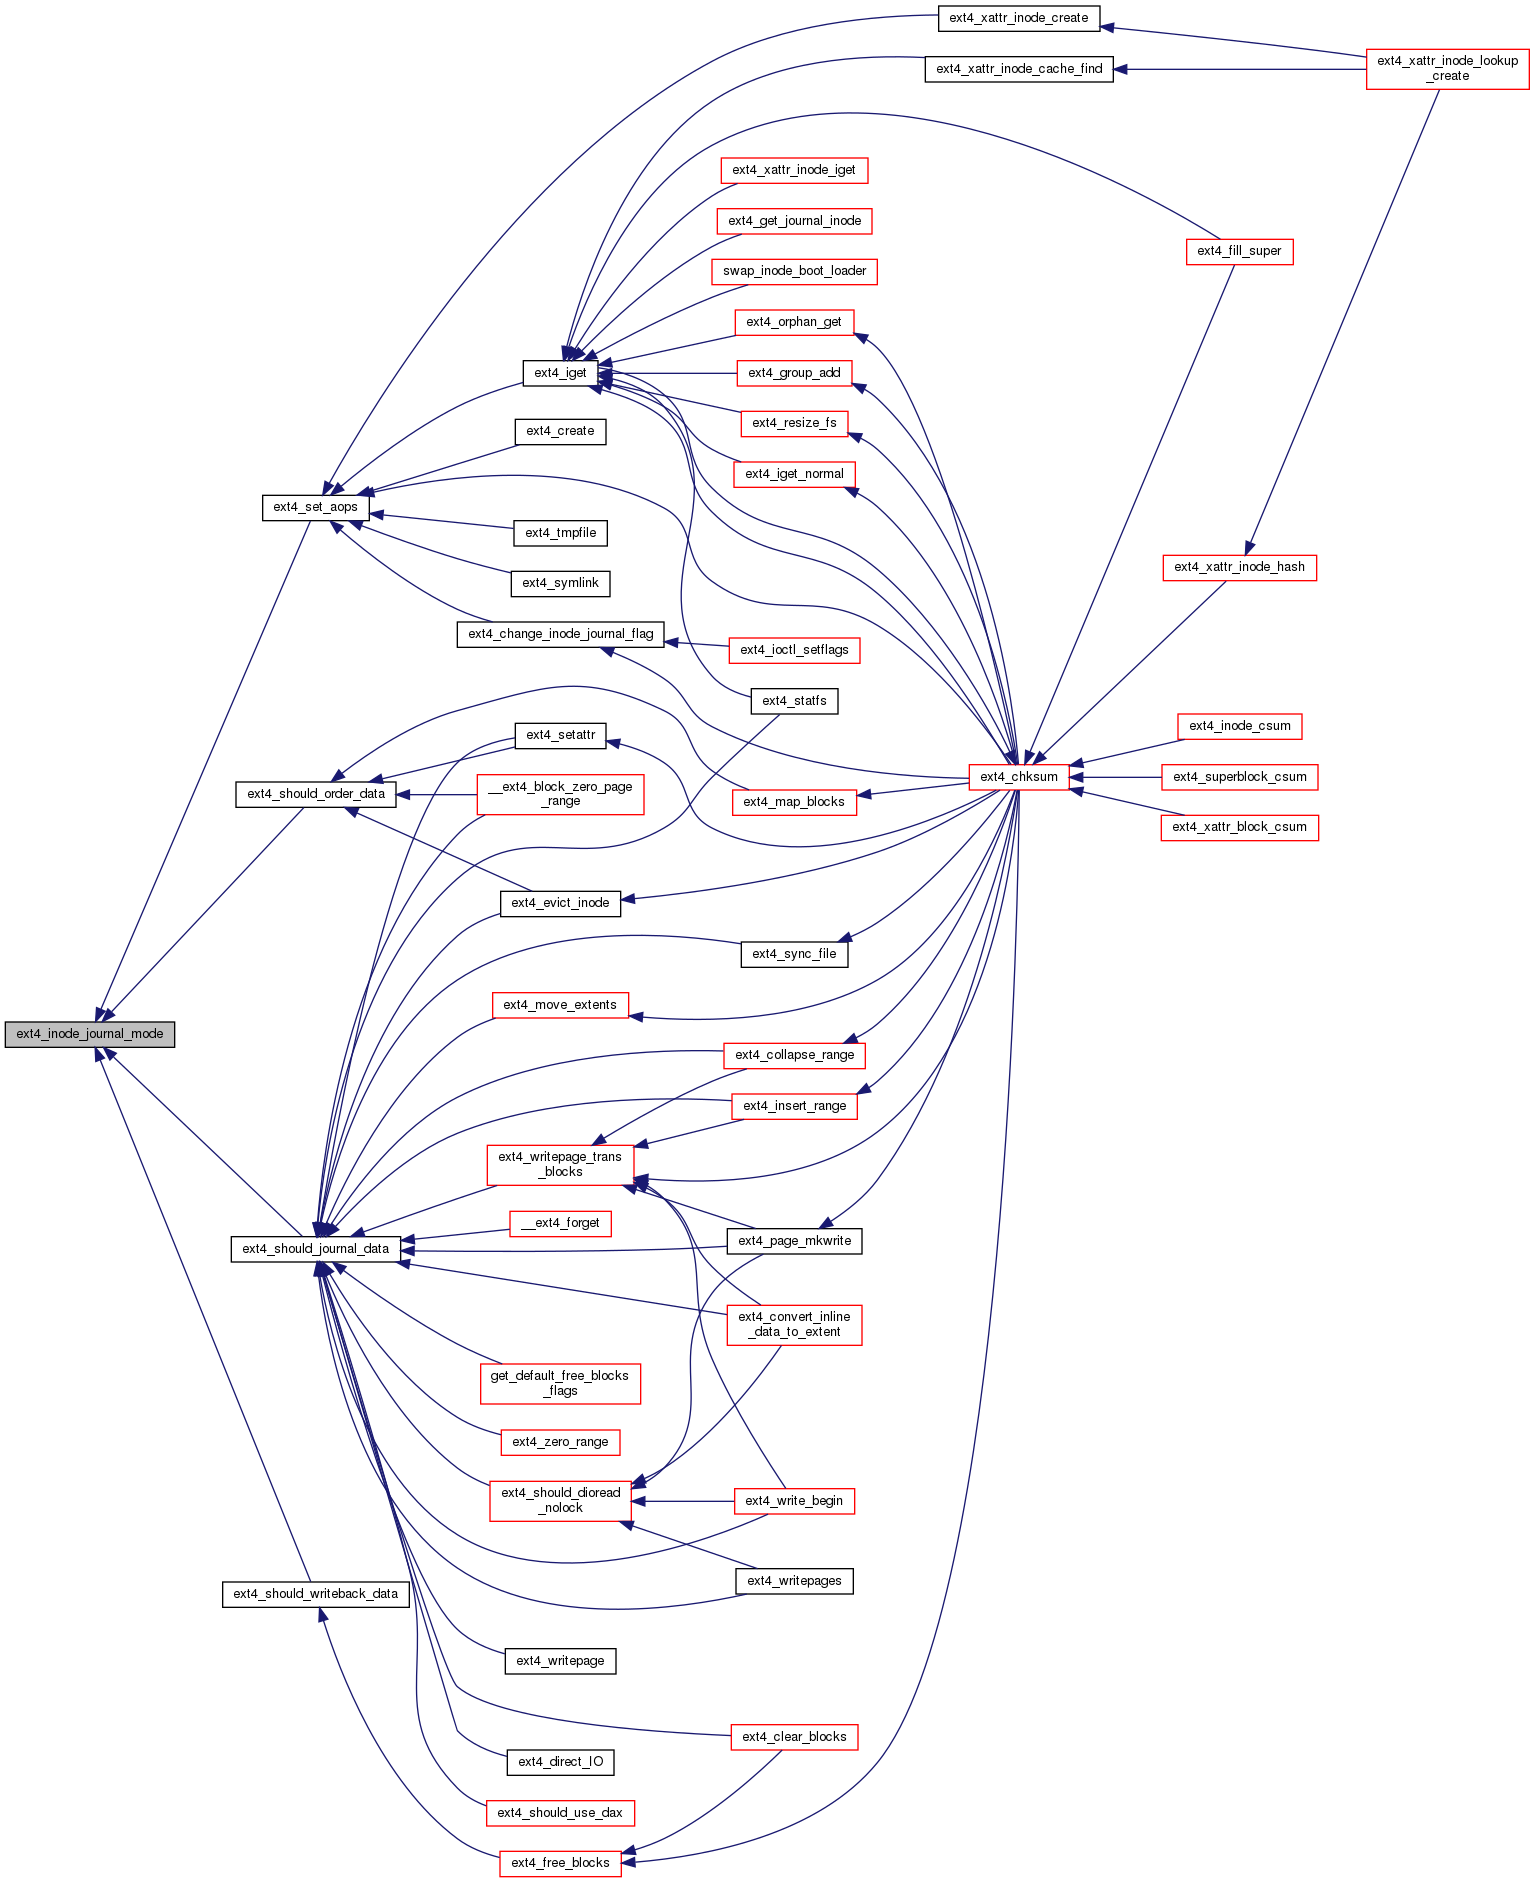 ext4_xattr_inode_create
ext4_xattr_inode_lookup
_create
ext4_xattr_inode_cache_find
ext4_xattr_inode_iget
ext4_get_journal_inode
ext4_fill_super
swap_inode_boot_loader
ext4_orphan_get
ext4_iget
ext4_group_add
ext4_resize_fs
ext4_create
ext4_iget_normal
ext4_set_aops
ext4_tmpfile
ext4_xattr_inode_hash
ext4_symlink
ext4_change_inode_journal_flag
ext4_ioctl_setflags
ext4_statfs
ext4_inode_csum
ext4_setattr
ext4_chksum
ext4_superblock_csum
ext4_should_order_data
__ext4_block_zero_page
_range
ext4_map_blocks
ext4_xattr_block_csum
ext4_evict_inode
ext4_sync_file
ext4_move_extents
ext4_inode_journal_mode
ext4_collapse_range
ext4_insert_range
ext4_writepage_trans
_blocks
__ext4_forget
ext4_should_journal_data
ext4_page_mkwrite
ext4_convert_inline
_data_to_extent
get_default_free_blocks
_flags
ext4_zero_range
ext4_should_dioread
_nolock
ext4_write_begin
ext4_writepages
ext4_should_writeback_data
ext4_writepage
ext4_clear_blocks
ext4_direct_IO
ext4_should_use_dax
ext4_free_blocks